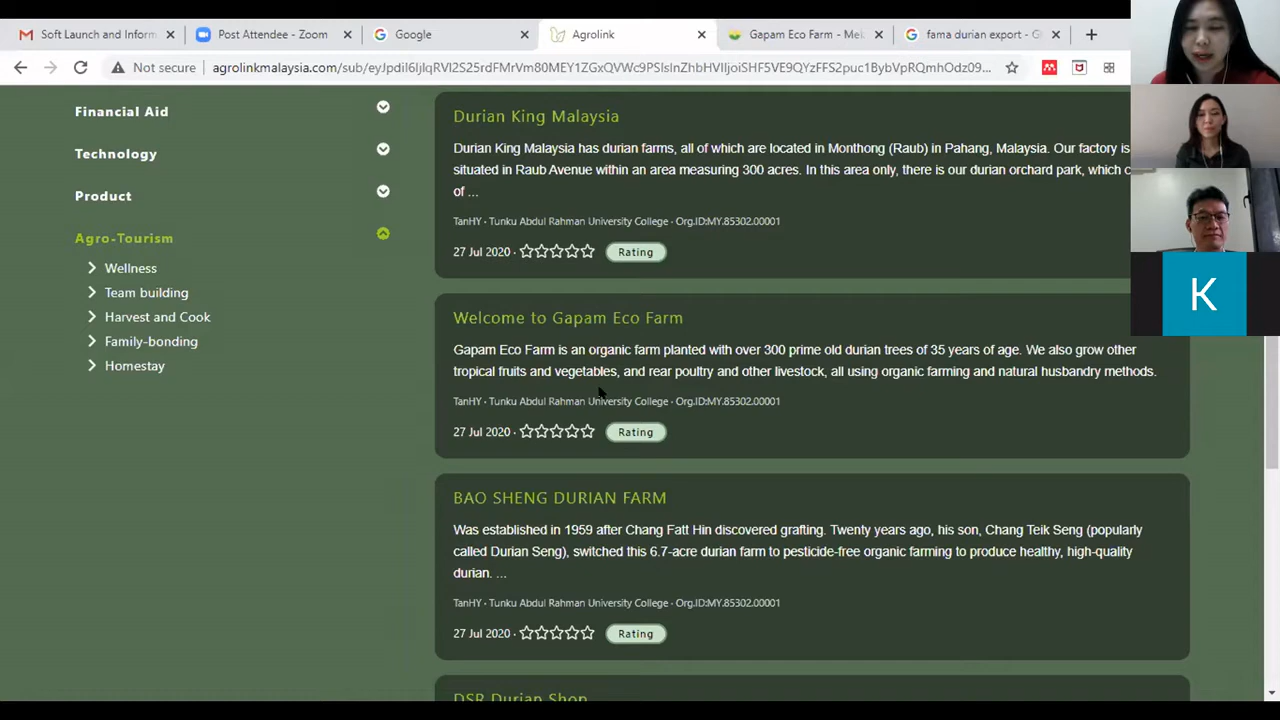 Soft Launch and Inform
Post Attendee - Zoom
Google
Agrolink
Gapam Eco Farm - Mel
fama durian export - G
Not secure
Financial Aid
Technology
Product
Agro-Tourism
Wellness
Team building
Harvest and Cook
Family-bonding
Homestay
Durian King Malaysia
Durian King Malaysia has durian farms, all of which are located in Monthong (Raub) in Pahang, Malaysia. Our factory is
situated in Raub Avenue within an area measuring 300 acres. In this area only, there is our durian orchard park, which c
of ...
TanHY · Tunku Abdul Rahman University College · Org.ID:MY.85302.00001
27 Jul 2020 · Rating
Welcome to Gapam Eco Farm
Gapam Eco Farm is an organic farm planted with over 300 prime old durian trees of 35 years of age. We also grow other
tropical fruits and vegetables, and rear poultry and other livestock, all using organic farming and natural husbandry methods.
TanHY · Tunku Abdul Rahman University College · Org.ID:MY.85302.00001
27 Jul 2020 · Rating
BAO SHENG DURIAN FARM
Was established in 1959 after Chang Fatt Hin discovered grafting. Twenty years ago, his son, Chang Teik Seng (popularly
called Durian Seng), switched this 6.7-acre durian farm to pesticide-free organic farming to produce healthy, high-quality
durian. ...
TanHY · Tunku Abdul Rahman University College · Org.ID:MY.85302.00001
27 Jul 2020 · Rating
DSR Durian Shop
K